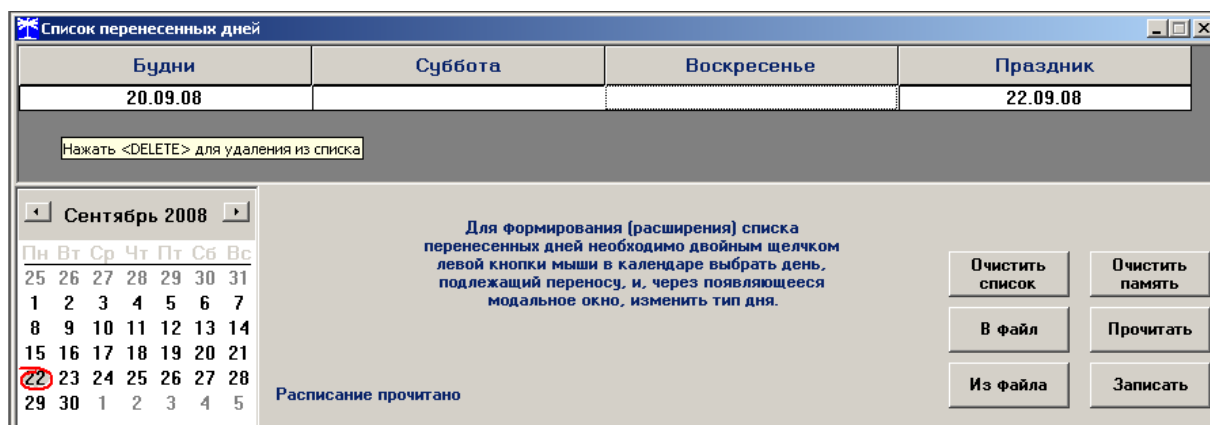 Список перенесенных дней
Будни Суббота Воскресенье Праздник
20.09.08 22.09.08
Нажать <DELETE> для удаления из списка
Сентябрь 2008
Пн Вт Ср Чт Пт Сб Вс
25 26 27 28 29 30 31
1 2 3 4 5 6 7
8 9 10 11 12 13 14
15 16 17 18 19 20 21
22 23 24 25 26 27 28
29 30 1 2 3 4 5
Для формирования (расширения) списка
перенесенных дней необходимо двойным щелчком
левой кнопки мыши в календаре выбрать день,
подлежащий переносу, и, через появляющееся
модальное окно, изменить тип дня.
Расписание прочитано
Очистить
список
Очистить
память
В файл
Прочитать
Из файла
Записать